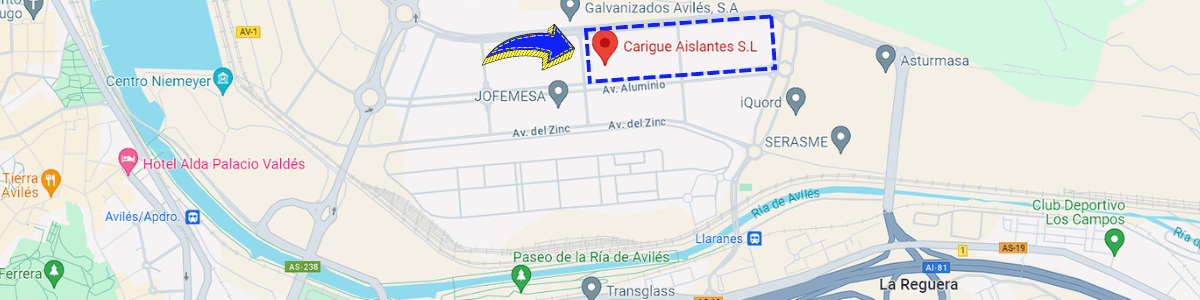 Galvanizados Avilés, S.A
AV-1
Carigue Aislantes S.L
Asturmasa
Centro Niemeyer
JOFEMESA
Av. Aluminio
iQuord
Av. del Zinc
Av. del Zinc
SERASME
Hotel Alda Palacio Valdés
Tierra
Avilés
Avilés/Apdro.
Ría de Avilés
Club Deportivo
Los Campos
Llaranes
1
AS-19
Paseo de la Ría de Avilés
AS-238
AI-81
Ferrera
La Reguera
Transglass